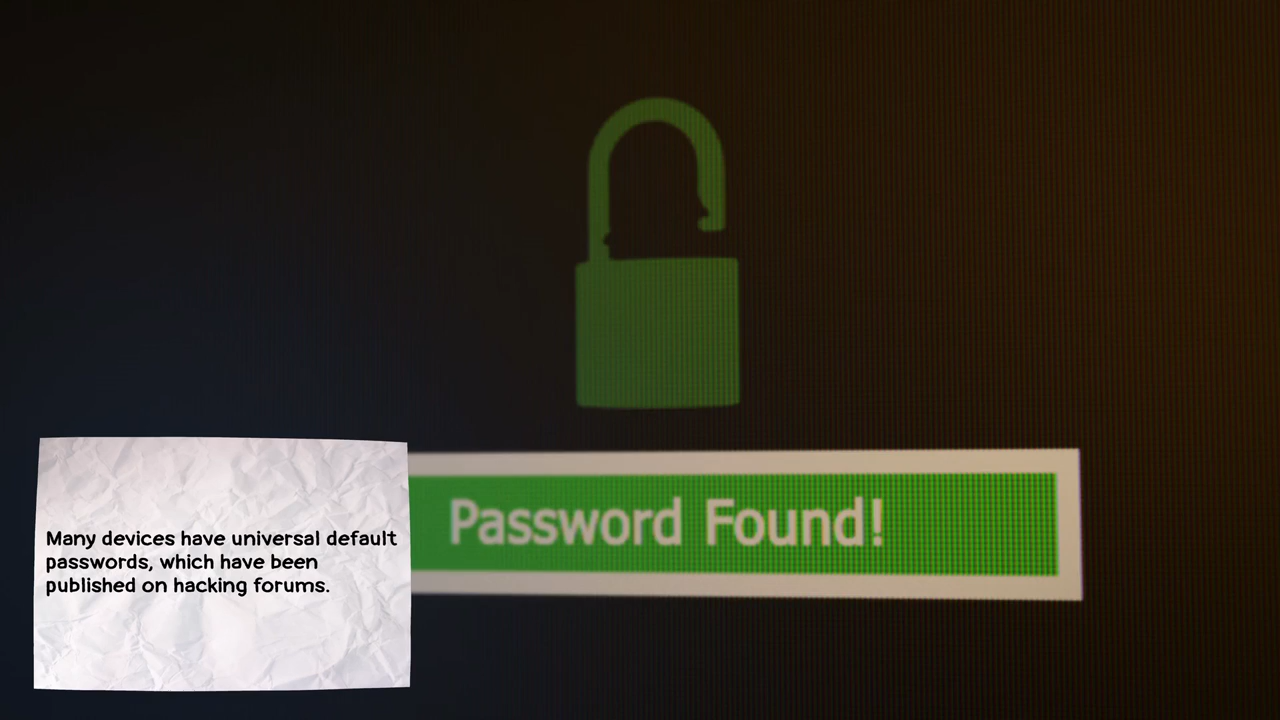 Password Found!
Many devices have universal default
passwords, which have been
published on hacking forums.